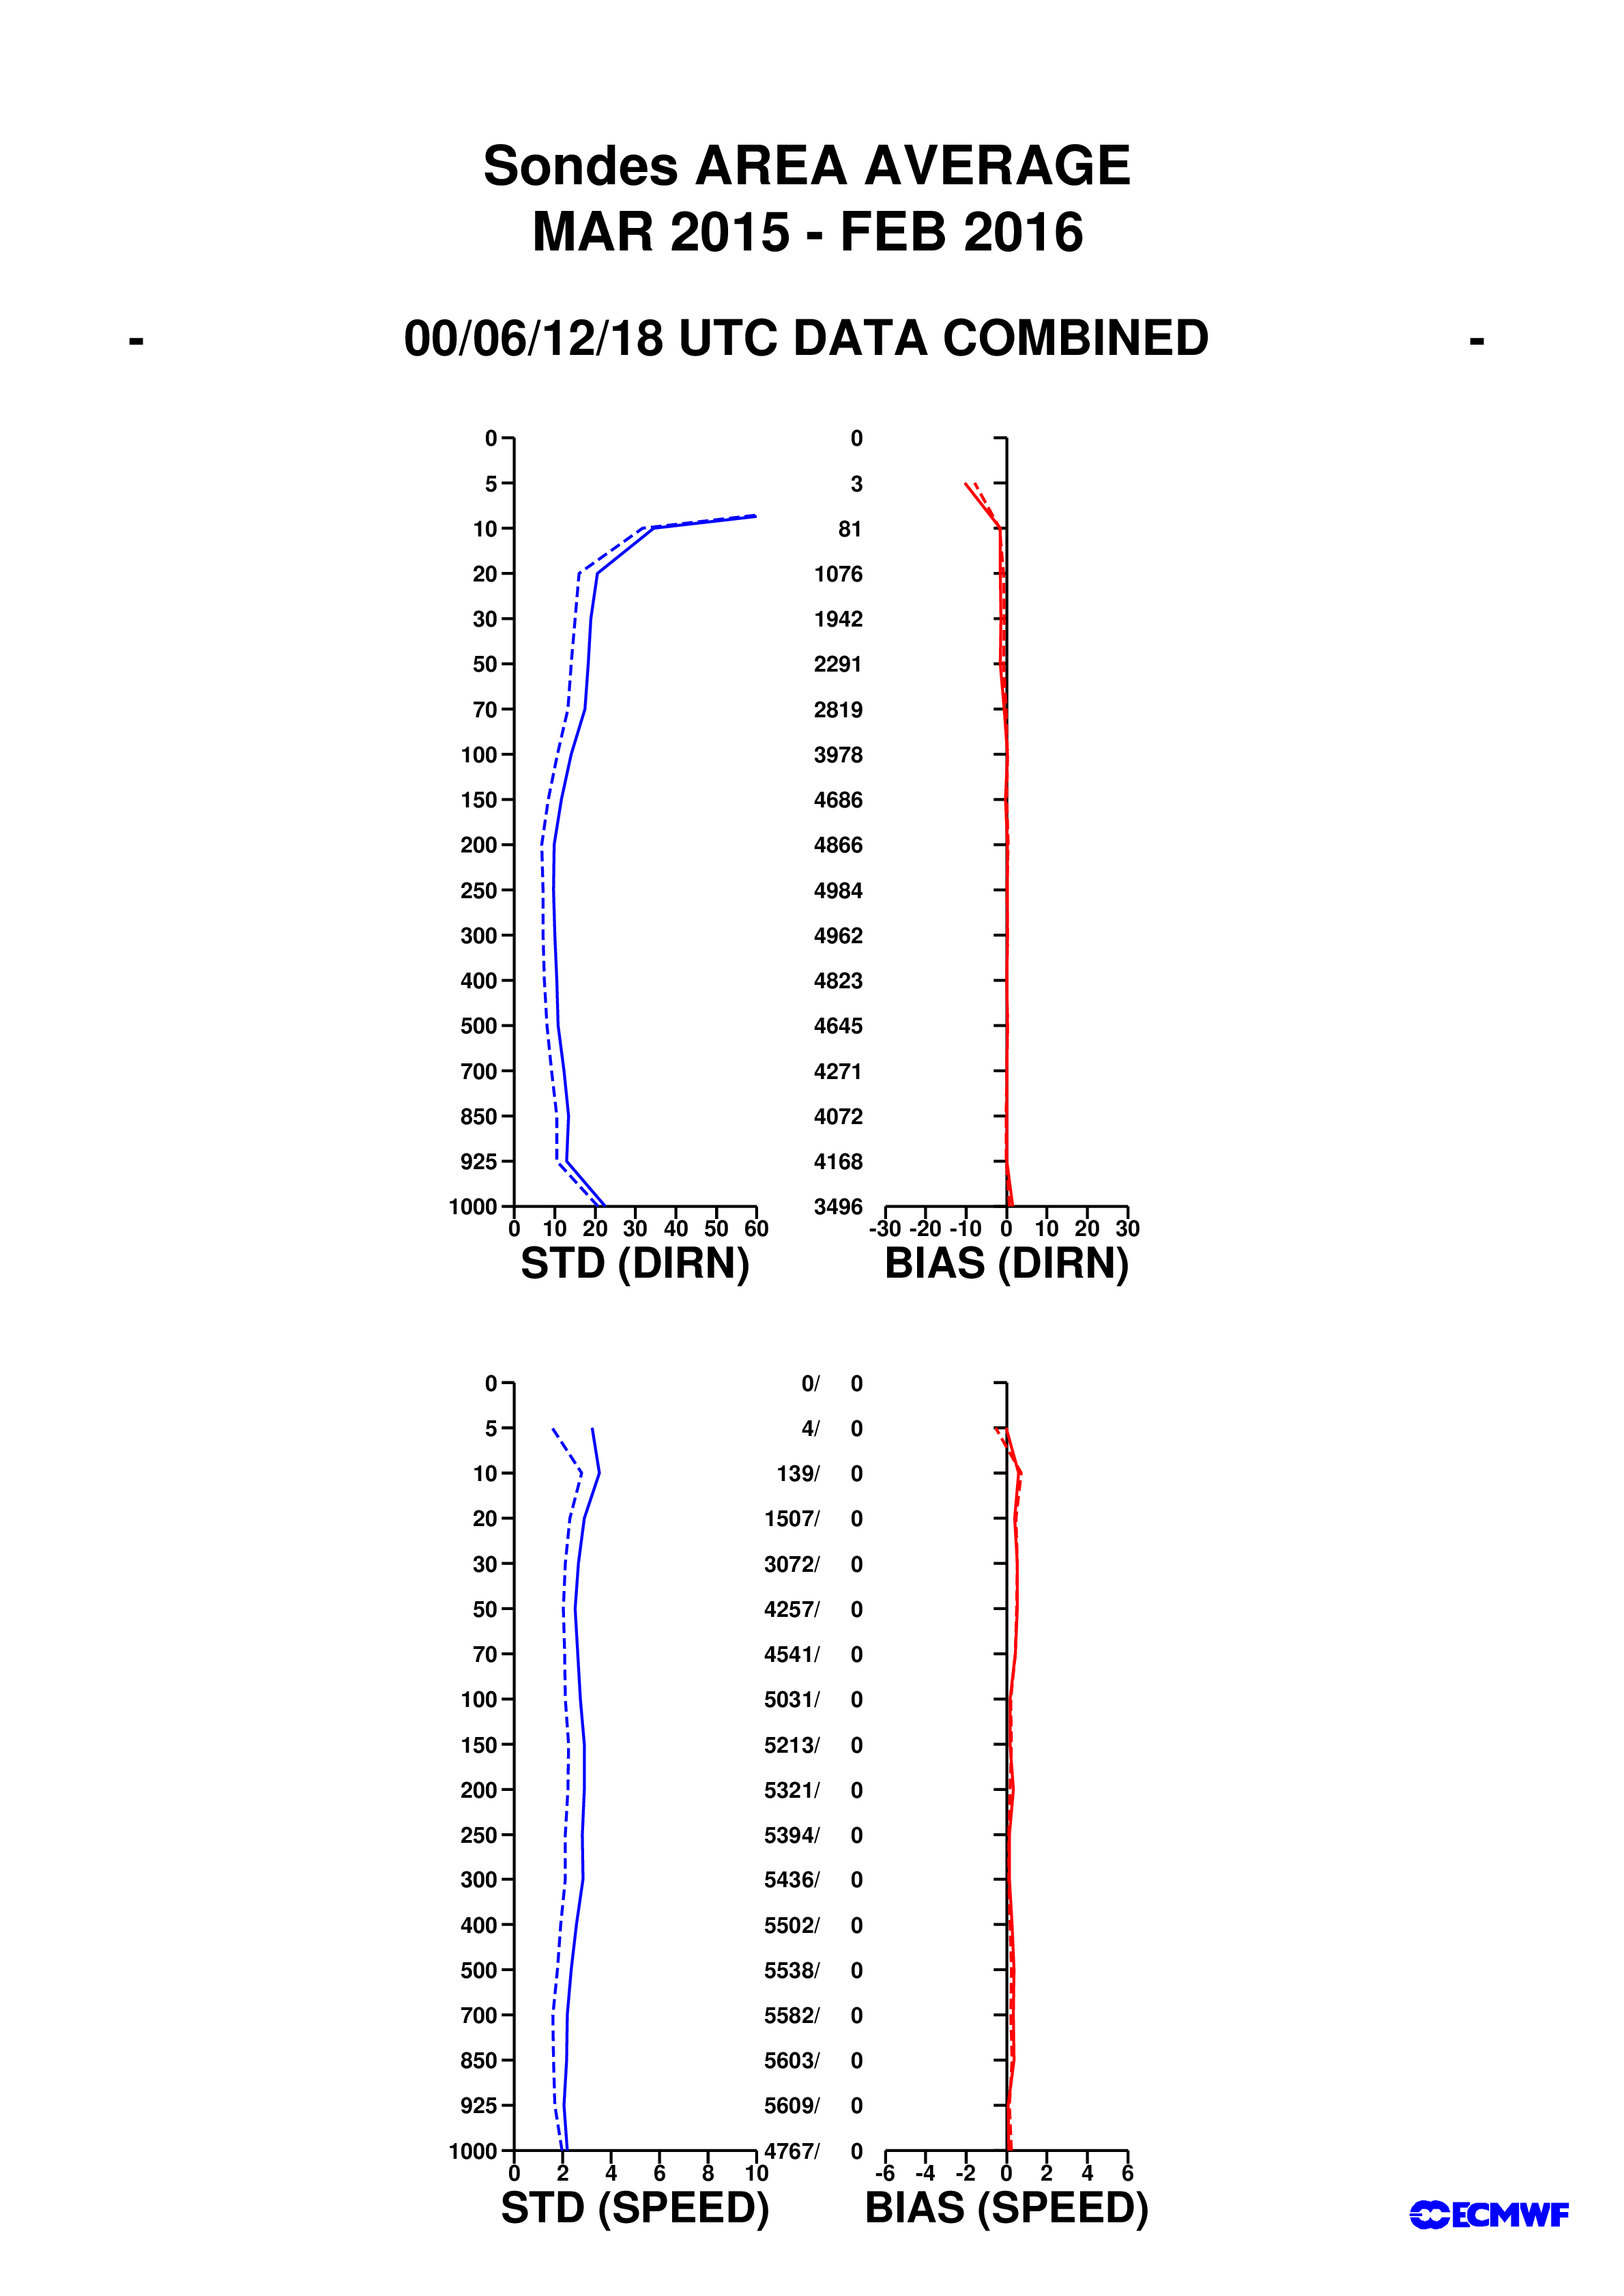 Sondes AREA AVERAGE
MAR 2015 - FEB 2016
- 00/06/12/18 UTC DATA COMBINED -
0 0
5 3
10 81
20 1076
30 1942
50 2291
70 2819
100 3978
150 4686
200 4866
250 4984
300 4962
400 4823
500 4645
700 4271
850 4072
925 4168
1000 3496
0 10 20 30 40 50 60 -30 -20 -10 0 10 20 30
STD (DIRN) BIAS (DIRN)
0 0/ 0
5 4/ 0
10 139/ 0
20 1507/ 0
30 3072/ 0
50 4257/ 0
70 4541/ 0
100 5031/ 0
150 5213/ 0
200 5321/ 0
250 5394/ 0
300 5436/ 0
400 5502/ 0
500 5538/ 0
700 5582/ 0
850 5603/ 0
925 5609/ 0
1000 4767/ 0
0 2 4 6 8 10 -6 -4 -2 0 2 4 6
STD (SPEED) BIAS (SPEED)
ECMWF